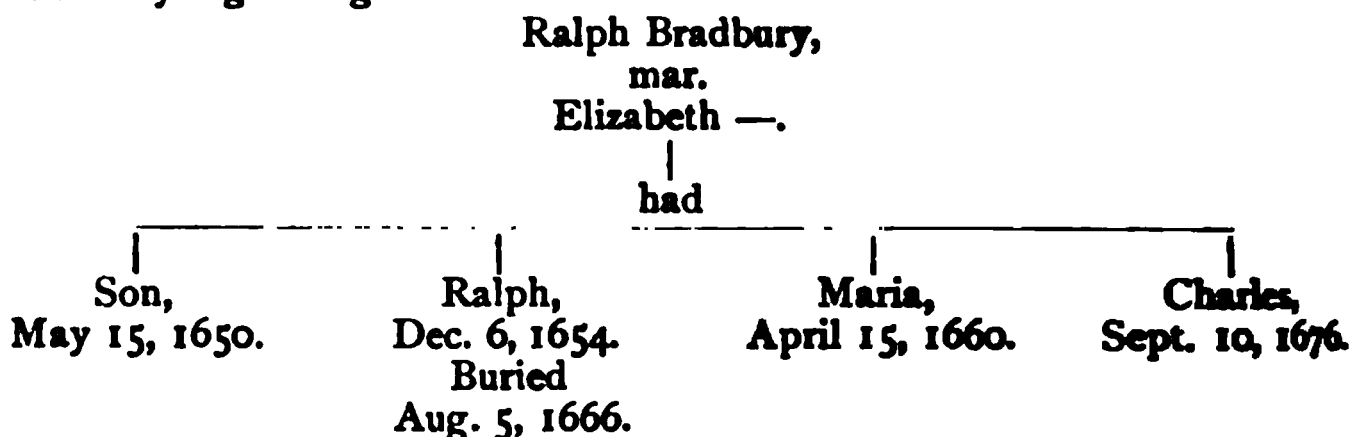 Ralph Bradbury,
mar.
Elizabeth —.
had
Son,
May 15, 1650.
Ralph,
Dec. 6, 1654.
Buried
Aug. 5, 1666.
Maria,
April 15, 1660.
Charles,
Sept. 10, 1676.